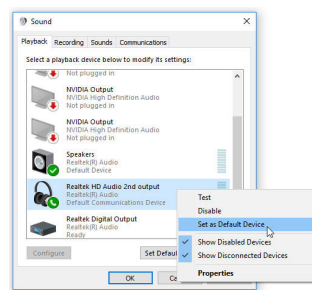 Sound
Playback Recording Sounds Communications
Select a playback device below to modify its settings:
Not plugged in
NVIDIA Output
NVIDIA High Definition Audio
Not plugged in
NVIDIA Output
NVIDIA High Definition Audio
Not plugged in
Speakers
Realtek(R) Audio
Default Device
Realtek HD Audio 2nd output
Realtek(R) Audio
Default Communications Device
Realtek Digital Output
Realtek(R) Audio
Ready
Test
Disable
Set as Default Device
Show Disabled Devices
Show Disconnected Devices
Properties
Configure Set Defau
OK Ca